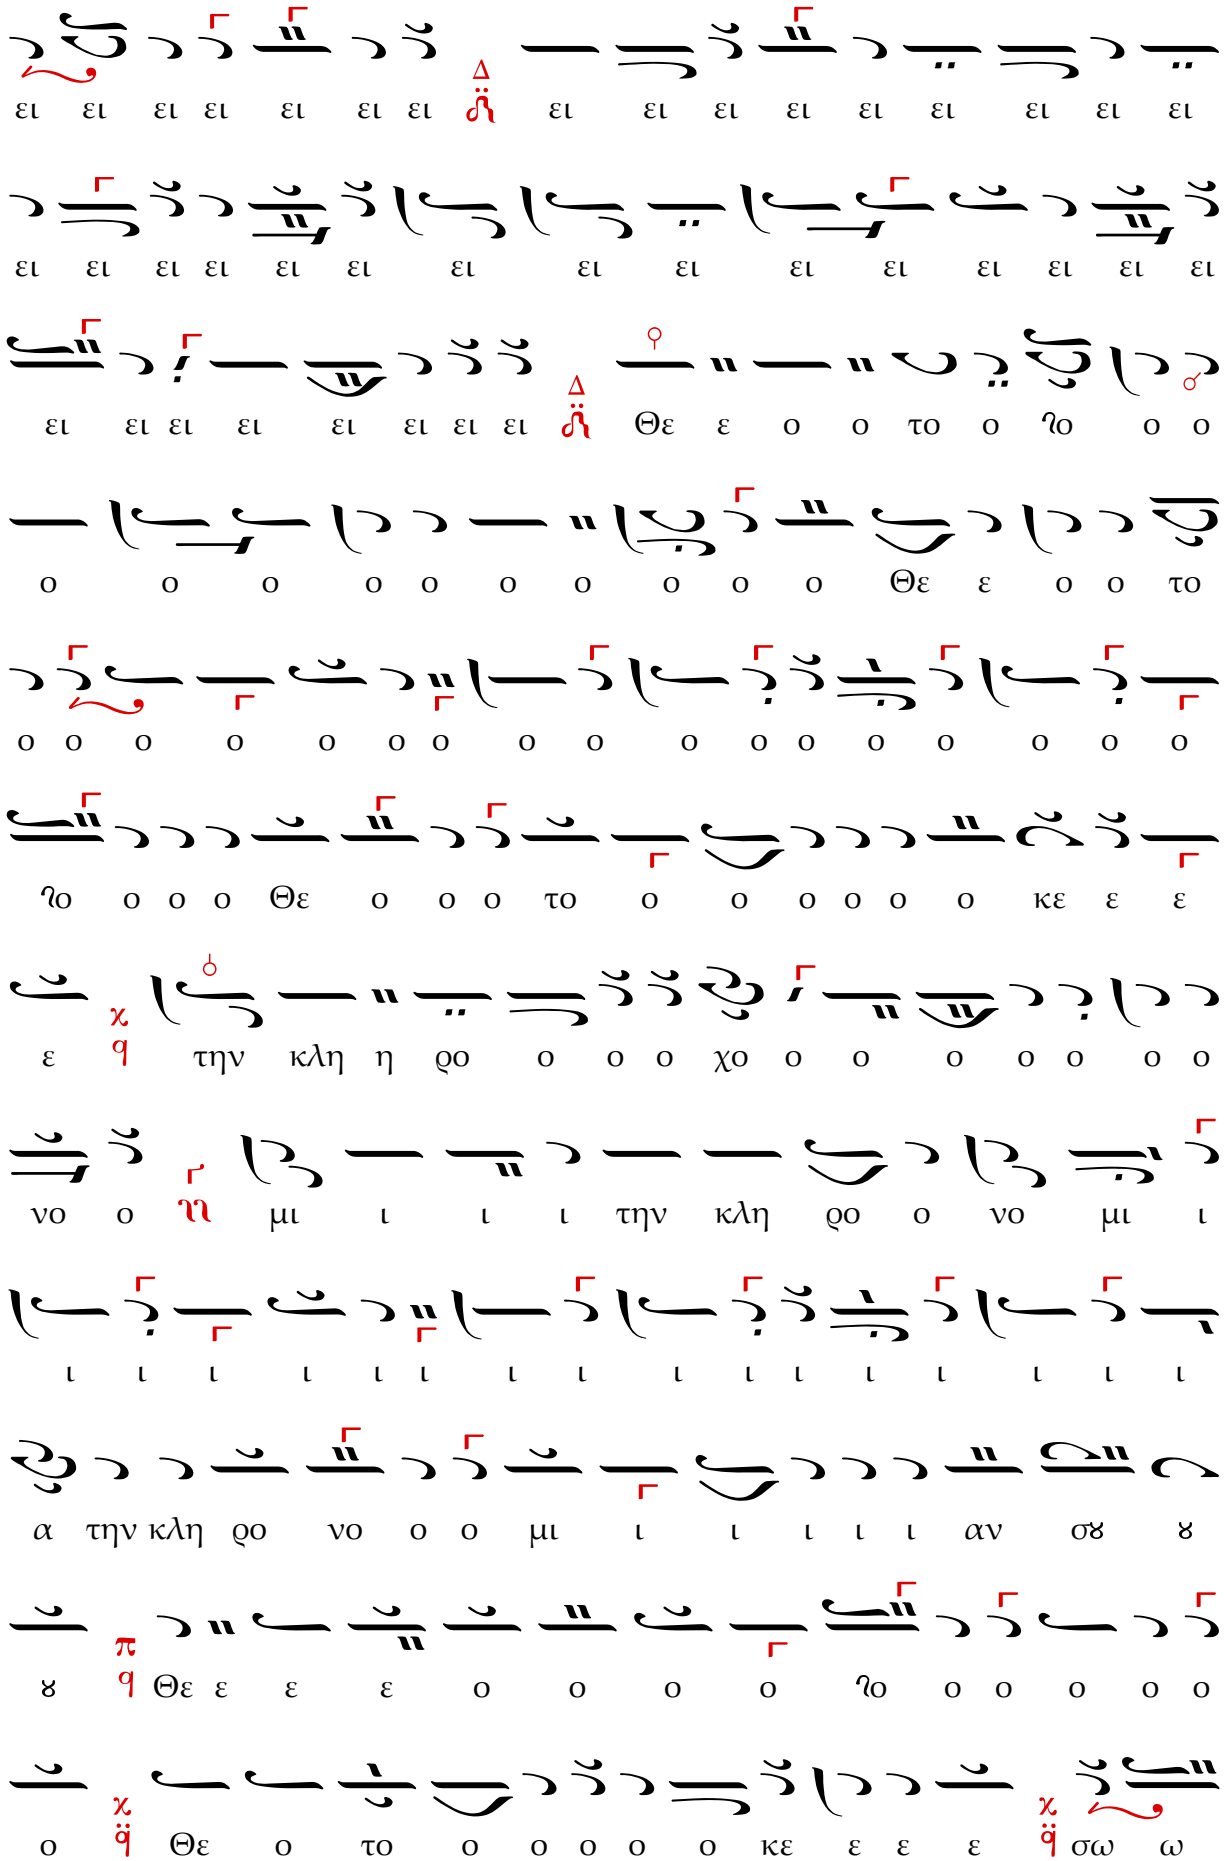 ει ει ει ει ει ει ει Δ ει ει ει ει ει ει ει ει ει
ει ει ει ει ει ει ει ει ει ει ει ει ει ει ει
ει ει ει ει ει ει ει ει Δ Θε ε ο ο το ο ο ο ο
ο ο ο ο ο ο ο ο ο ο Θε ε ο ο το
ο ο ο ο ο ο ο ο ο ο ο ο ο ο ο ο ο
ο ο ο ο Θε ο ο ο το ο ο ο ο ο ο κε ε ε
ε χ q την κλη η ρο ο ο ο χο ο ο ο ο ο ο ο
νο ο Γ μι ι ι ι την κλη ρο ο νο μι ι
ι ι ι ι ι ι ι ι ι ι ι ι ι ι ι
α την κλη ρο νο ο ο μι ι ι ι ι ι αν σȣ ȣ
ȣ π q Θε ε ε ε ο ο ο ο ο ο ο ο ο ο
ο χ q̈ Θε ο το ο ο ο ο ο κε ε ε ε χ q̈ σω ω